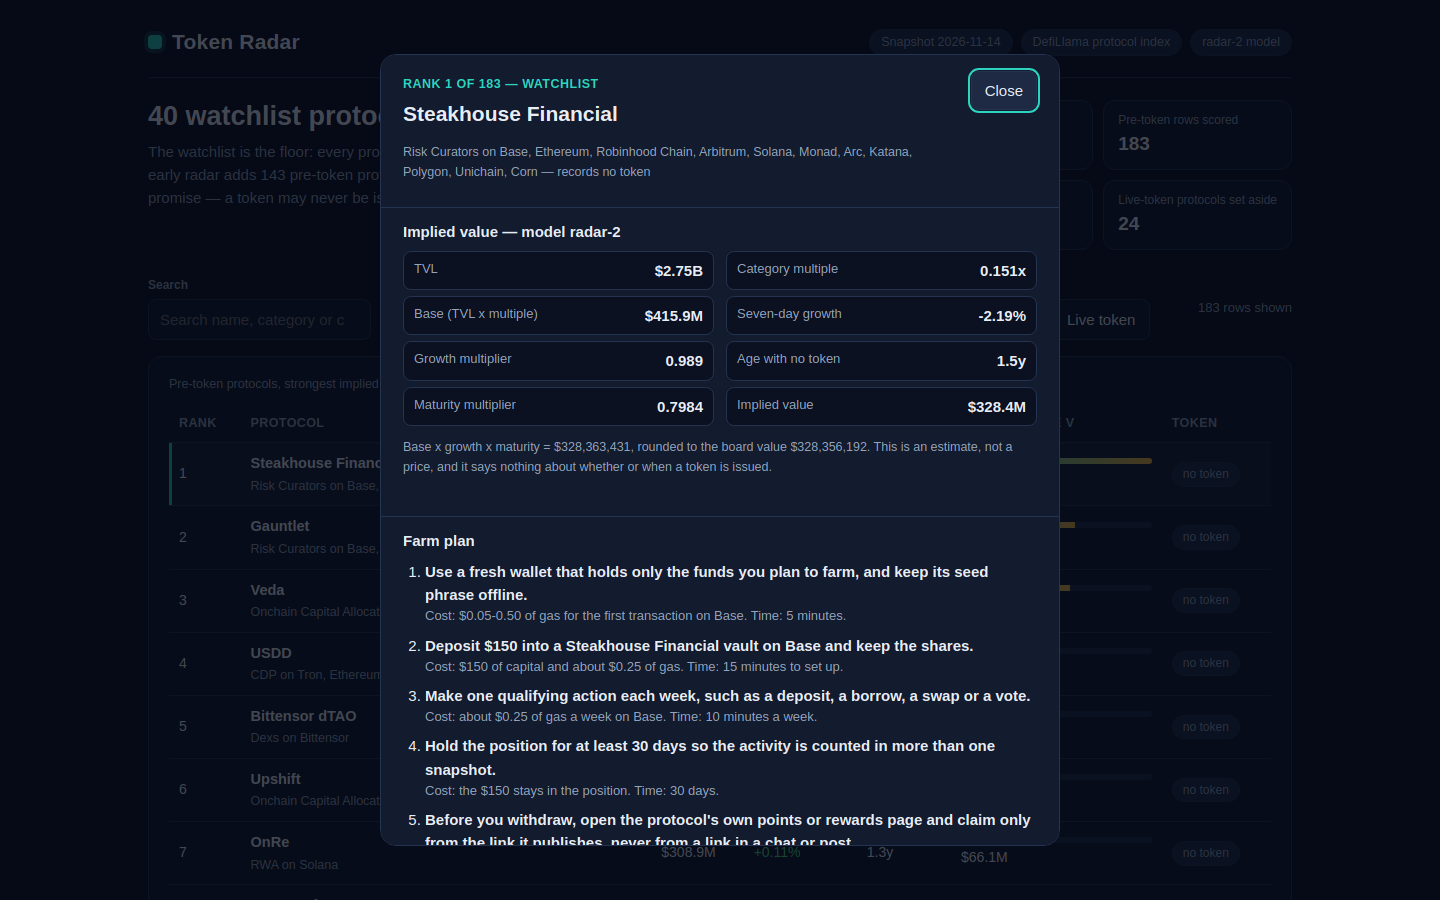 Token Radar
Snapshot 2026-11-14
DefiLlama protocol index
radar-2 model
RANK 1 OF 183 — WATCHLIST
Close
Steakhouse Financial
Risk Curators on Base, Ethereum, Robinhood Chain, Arbitrum, Solana, Monad, Arc, Katana,
Polygon, Unichain, Corn — records no token
40 watchlist proto
The watchlist is the floor: every pro
early radar adds 143 pre-token pro
promise — a token may never be is
Pre-token rows scored
183
Live-token protocols set aside
24
Implied value — model radar-2
TVL $2.75B
Category multiple 0.151x
Base (TVL x multiple) $415.9M
Seven-day growth -2.19%
Growth multiplier 0.989
Age with no token 1.5y
Maturity multiplier 0.7984
Implied value $328.4M
Base x growth x maturity = $328,363,431, rounded to the board value $328,356,192. This is an estimate, not a
price, and it says nothing about whether or when a token is issued.
Search
Search name, category or c
Live token
183 rows shown
Pre-token protocols, strongest implied
RANK PROTOCOL V TOKEN
1 Steakhouse Financ no token
Risk Curators on Base,
2 Gauntlet no token
Risk Curators on Base,
3 Veda no token
Onchain Capital Allocat
4 USDD no token
CDP on Tron, Ethereum
5 Bittensor dTAO no token
Dexs on Bittensor
6 Upshift no token
Onchain Capital Allocat
7 OnRe $308.9M +0.11% 1.3y $66.1M no token
RWA on Solana
Farm plan
1. Use a fresh wallet that holds only the funds you plan to farm, and keep its seed
phrase offline.
Cost: $0.05-0.50 of gas for the first transaction on Base. Time: 5 minutes.
2. Deposit $150 into a Steakhouse Financial vault on Base and keep the shares.
Cost: $150 of capital and about $0.25 of gas. Time: 15 minutes to set up.
3. Make one qualifying action each week, such as a deposit, a borrow, a swap or a vote.
Cost: about $0.25 of gas a week on Base. Time: 10 minutes a week.
4. Hold the position for at least 30 days so the activity is counted in more than one
snapshot.
Cost: the $150 stays in the position. Time: 30 days.
5. Before you withdraw, open the protocol's own points or rewards page and claim only
from the link it publishes, never from a link in a chat or post.